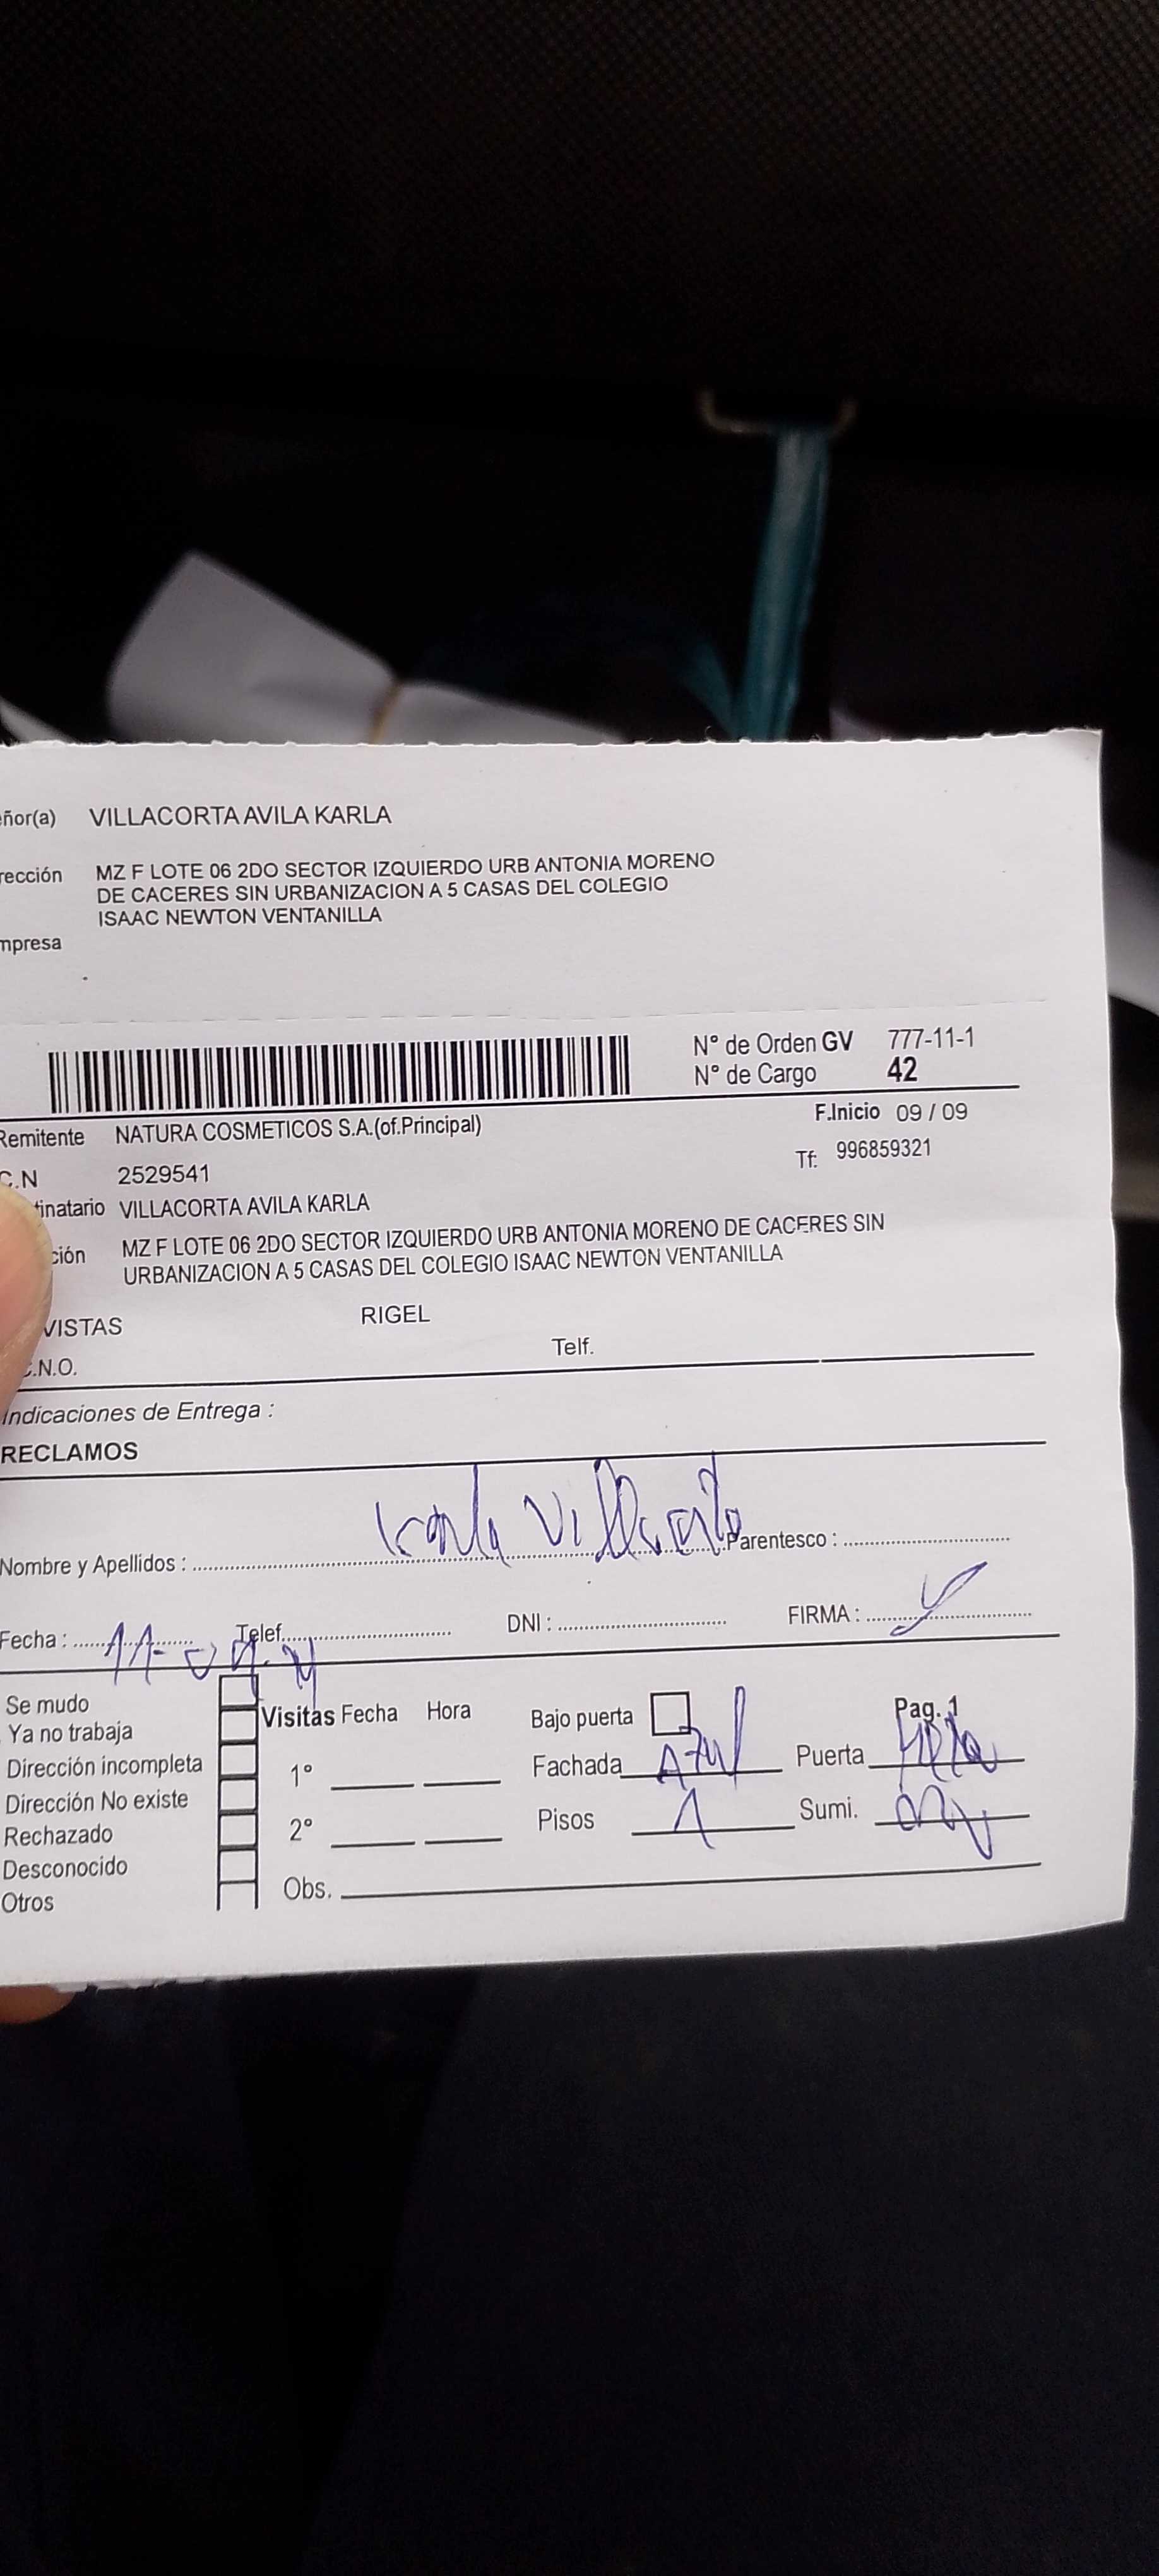 eñor(a) VILLACORTA AVILA KARLA
rección MZ F LOTE 06 2DO SECTOR IZQUIERDO URB ANTONIA MORENO
DE CACERES SIN URBANIZACION A 5 CASAS DEL COLEGIO
ISAAC NEWTON VENTANILLA
mpresa
N° de Orden GV 777-11-1
N° de Cargo 42
Remitente NATURA COSMETICOS S.A.(of.Principal) F.Inicio 09 / 09
C.N 2529541 Tf: 996859321
tinatario VILLACORTA AVILA KARLA
ción MZ F LOTE 06 2DO SECTOR IZQUIERDO URB ANTONIA MORENO DE CACERES SIN
URBANIZACION A 5 CASAS DEL COLEGIO ISAAC NEWTON VENTANILLA
VISTAS RIGEL
C.N.O. Telf.
Indicaciones de Entrega :
RECLAMOS
Nombre y Apellidos : Karla Villacorta Parentesco :
Fecha : Telef. DNI : FIRMA :
Se mudo
Ya no trabaja Visitas Fecha Hora Bajo puerta Pag. 1
Dirección incompleta 1° Fachada Azul Puerta
Dirección No existe
Rechazado 2° Pisos 1 Sumi.
Desconocido
Otros Obs.